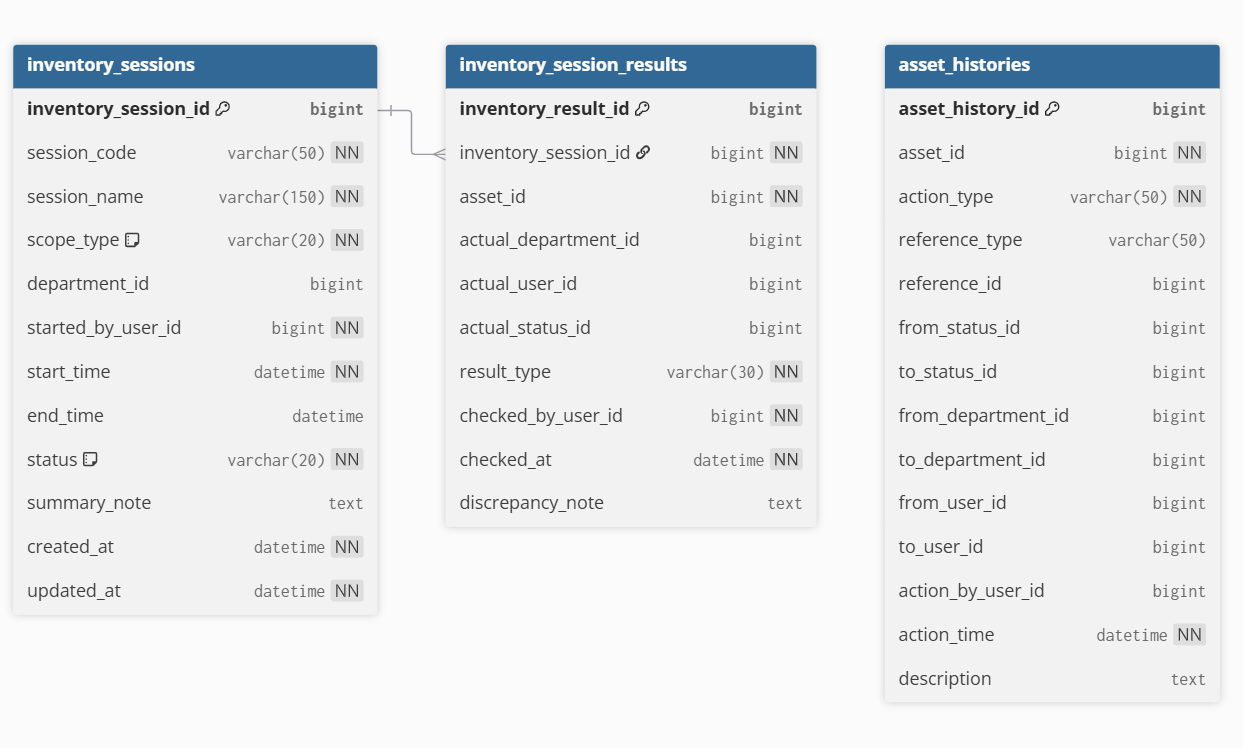 inventory_sessions
inventory_session_id bigint
session_code varchar(50) NN
session_name varchar(150) NN
scope_type varchar(20) NN
department_id bigint
started_by_user_id bigint NN
start_time datetime NN
end_time datetime
status varchar(20) NN
summary_note text
created_at datetime NN
updated_at datetime NN
inventory_session_results
inventory_result_id bigint
inventory_session_id bigint NN
asset_id bigint NN
actual_department_id bigint
actual_user_id bigint
actual_status_id bigint
result_type varchar(30) NN
checked_by_user_id bigint NN
checked_at datetime NN
discrepancy_note text
asset_histories
asset_history_id bigint
asset_id bigint NN
action_type varchar(50) NN
reference_type varchar(50)
reference_id bigint
from_status_id bigint
to_status_id bigint
from_department_id bigint
to_department_id bigint
from_user_id bigint
to_user_id bigint
action_by_user_id bigint
action_time datetime NN
description text